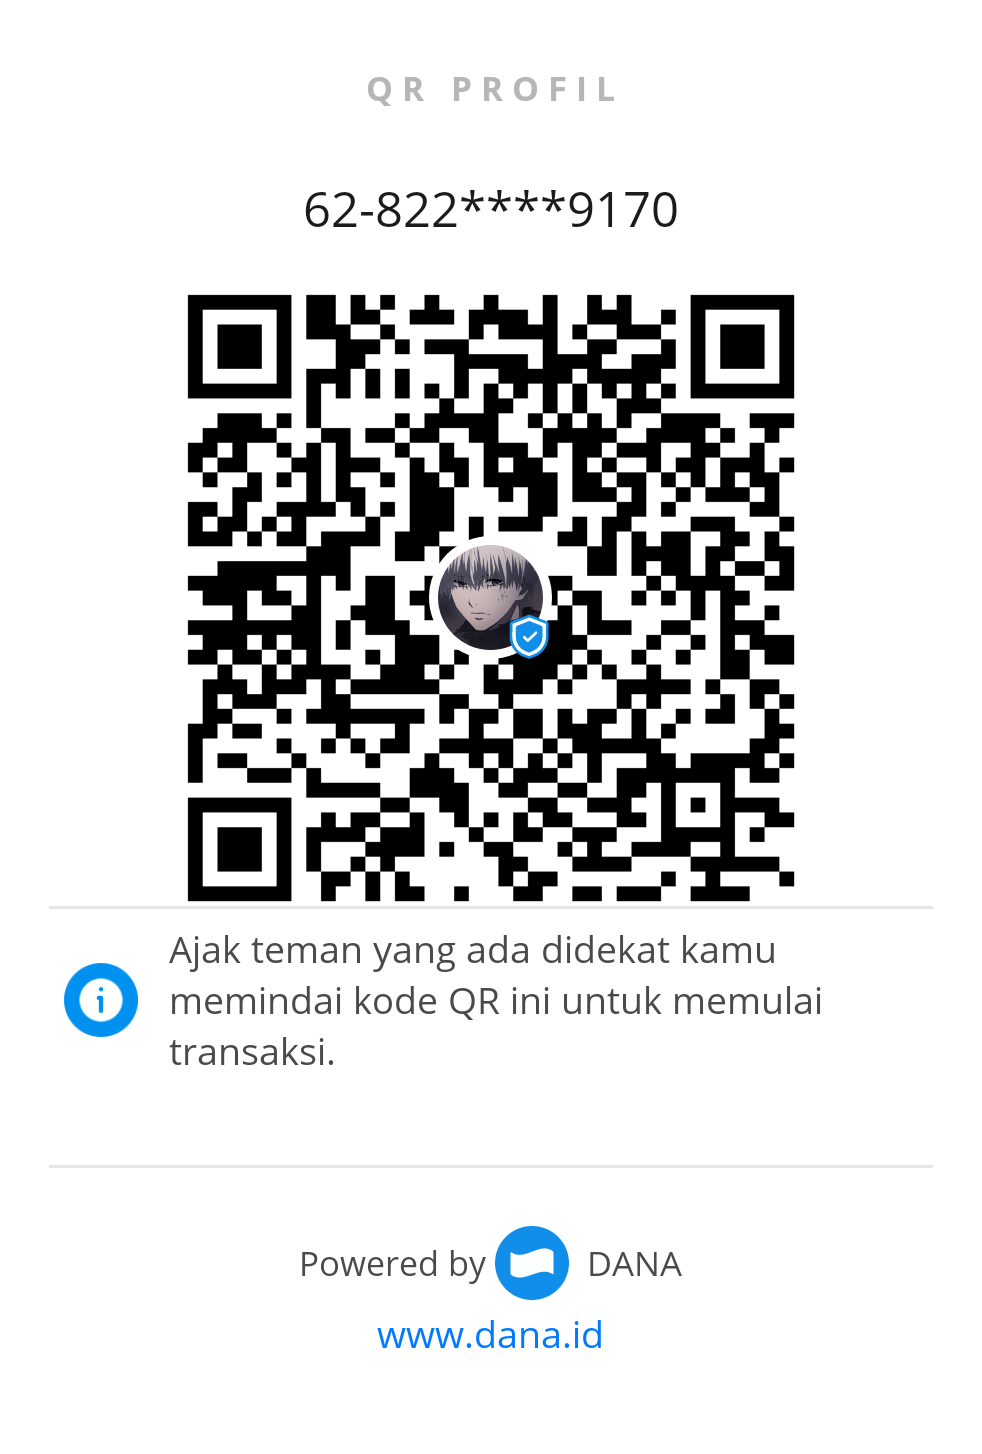 QR PROFIL
62-822****9170
Ajak teman yang ada didekat kamu
memindai kode QR ini untuk memulai
transaksi.
Powered by DANA
www.dana.id